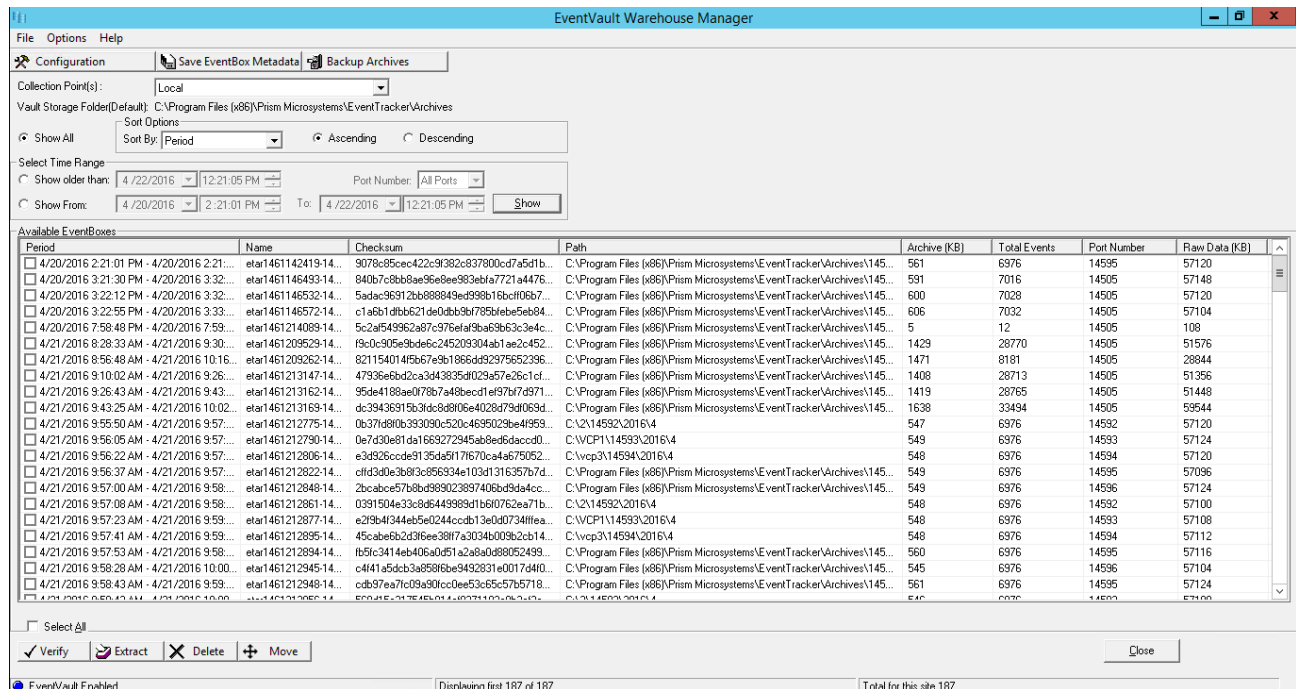 EventVault Warehouse Manager
File Options Help
Configuration Save EventBox Metadata Backup Archives
Collection Point(s) : Local
Vault Storage Folder(Default): C:\Program Files (x86)\Prism Microsystems\EventTracker\Archives
Sort Options
Show All Sort By: Period Ascending Descending
Select Time Range
Show older than: 4 /22/2016 12:21:05 PM Port Number: All Ports
Show From: 4 /20/2016 2 :21:01 PM To: 4 /22/2016 12:21:05 PM Show
Available EventBoxes
Period Name Checksum Path Archive (KB) Total Events Port Number Raw Data (KB)
4/20/2016 2:21:01 PM - 4/20/2016 2:21:... etar1461142419-14... 9078c85cec422c9f382c837800cd7a5d1b... C:\Program Files (x86)\Prism Microsystems\EventTracker\Archives\145... 561 6976 14595 57120
4/20/2016 3:21:30 PM - 4/20/2016 3:32:... etar1461146493-14... 840b7c8bb8ae96e8ee983ebfa7721a4476... C:\Program Files (x86)\Prism Microsystems\EventTracker\Archives\145... 591 7016 14505 57148
4/20/2016 3:22:12 PM - 4/20/2016 3:32:... etar1461146532-14... 5adac96912bb888849ed998b16bcff06b7... C:\Program Files (x86)\Prism Microsystems\EventTracker\Archives\145... 600 7028 14505 57120
4/20/2016 3:22:55 PM - 4/20/2016 3:33:... etar1461146572-14... c1a6b1dfbb621de0dbb9bf785bfebe5eb84... C:\Program Files (x86)\Prism Microsystems\EventTracker\Archives\145... 606 7032 14505 57104
4/20/2016 7:58:48 PM - 4/20/2016 7:59:... etar1461214089-14... 5c2af549962a87c976efaf9ba69b63c3e4c... C:\Program Files (x86)\Prism Microsystems\EventTracker\Archives\145... 5 12 14505 108
4/21/2016 8:28:33 AM - 4/21/2016 9:30:... etar1461209529-14... f9c0c905e9bde6c245209304ab1ae2c452... C:\Program Files (x86)\Prism Microsystems\EventTracker\Archives\145... 1429 28770 14505 51576
4/21/2016 8:56:48 AM - 4/21/2016 10:16... etar1461209262-14... 821154014f5b67e9b1866dd92975652396... C:\Program Files (x86)\Prism Microsystems\EventTracker\Archives\145... 1471 8181 14505 28844
4/21/2016 9:10:02 AM - 4/21/2016 9:26:... etar1461213147-14... 47936e6bd2ca3d43835df029a57e26c1cf... C:\Program Files (x86)\Prism Microsystems\EventTracker\Archives\145... 1408 28713 14505 51356
4/21/2016 9:26:43 AM - 4/21/2016 9:43:... etar1461213162-14... 95de4188ae0f78b7a48becd1ef97bf7d971... C:\Program Files (x86)\Prism Microsystems\EventTracker\Archives\145... 1419 28765 14505 51448
4/21/2016 9:43:25 AM - 4/21/2016 10:02... etar1461213169-14... dc39436915b3fdc8d8f06e4028d79df069d... C:\Program Files (x86)\Prism Microsystems\EventTracker\Archives\145... 1638 33494 14505 59544
4/21/2016 9:55:50 AM - 4/21/2016 9:57:... etar1461212775-14... 0b37fd8f0b393090c520c4695029be4f959... C:\2\14592\2016\4 547 6976 14592 57120
4/21/2016 9:56:05 AM - 4/21/2016 9:57:... etar1461212790-14... 0e7d30e81da1669272945ab8ed6daccd0... C:\VCP1\14593\2016\4 549 6976 14593 57124
4/21/2016 9:56:22 AM - 4/21/2016 9:57:... etar1461212806-14... e3d926ccde9135da5f17f670ca4a675052... C:\vcp3\14594\2016\4 548 6976 14594 57120
4/21/2016 9:56:37 AM - 4/21/2016 9:57:... etar1461212822-14... cffd3d0e3b8f3c856934e103d1316357b7d... C:\Program Files (x86)\Prism Microsystems\EventTracker\Archives\145... 549 6976 14595 57096
4/21/2016 9:57:00 AM - 4/21/2016 9:58:... etar1461212848-14... 2bcabce57b8bd989023897406bd9da4cc... C:\Program Files (x86)\Prism Microsystems\EventTracker\Archives\145... 549 6976 14596 57124
4/21/2016 9:57:08 AM - 4/21/2016 9:58:... etar1461212861-14... 0391504e33c8d6449989d1b6f0762ea71b... C:\2\14592\2016\4 548 6976 14592 57100
4/21/2016 9:57:23 AM - 4/21/2016 9:59:... etar1461212877-14... e2f9b4f344eb5e0244ccdb13e0d0734fffea... C:\VCP1\14593\2016\4 548 6976 14593 57108
4/21/2016 9:57:41 AM - 4/21/2016 9:59:... etar1461212895-14... 45cabe6b2d3f6ee38ff7a3034b009b2cb14... C:\vcp3\14594\2016\4 548 6976 14594 57112
4/21/2016 9:57:53 AM - 4/21/2016 9:58:... etar1461212894-14... fb5fc3414eb406a0d51a2a8a0d88052499... C:\Program Files (x86)\Prism Microsystems\EventTracker\Archives\145... 560 6976 14595 57116
4/21/2016 9:58:28 AM - 4/21/2016 10:00... etar1461212945-14... c4f41a5dcb3a858f6be9492831e0017d4f0... C:\Program Files (x86)\Prism Microsystems\EventTracker\Archives\145... 545 6976 14596 57104
4/21/2016 9:58:43 AM - 4/21/2016 9:59:... etar1461212948-14... cdb97ea7fc09a90fcc0ee53c65c57b5718... C:\Program Files (x86)\Prism Microsystems\EventTracker\Archives\145... 561 6976 14595 57124
Select All
Verify Extract Delete Move Close
EventVault Enabled Displaying first 187 of 187 Total for this site 187